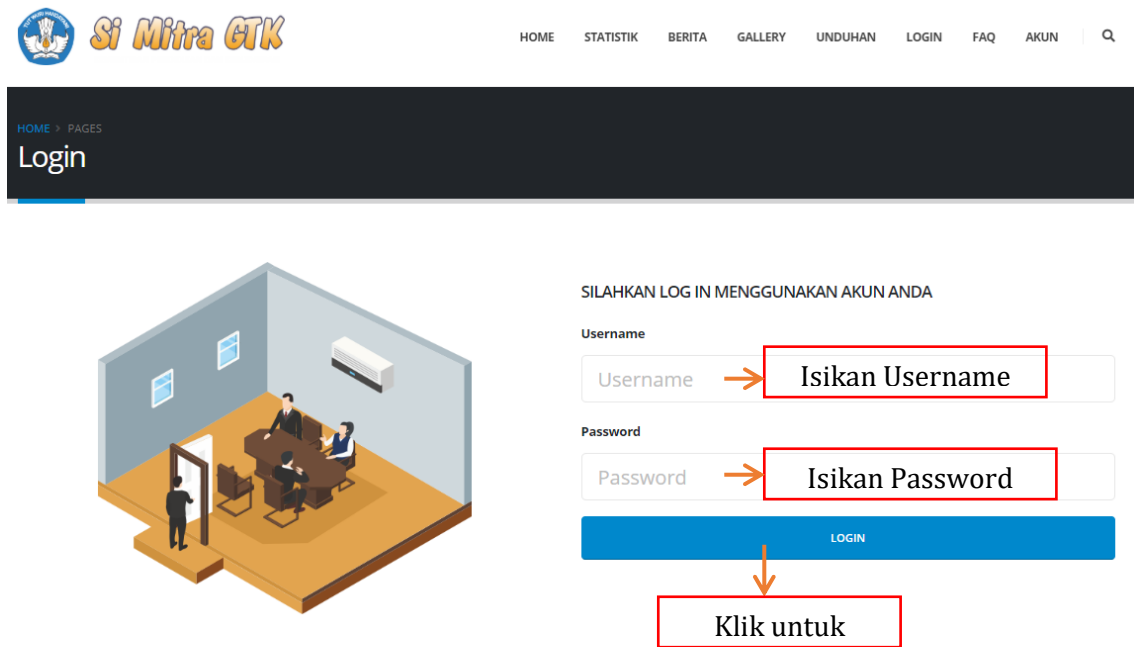 Si Mitra GTK
HOME STATISTIK BERITA GALLERY UNDUHAN LOGIN FAQ AKUN
HOME > PAGES
Login
SILAHKAN LOG IN MENGGUNAKAN AKUN ANDA
Username
Username
Isikan Username
Password
Password
Isikan Password
LOGIN
Klik untuk